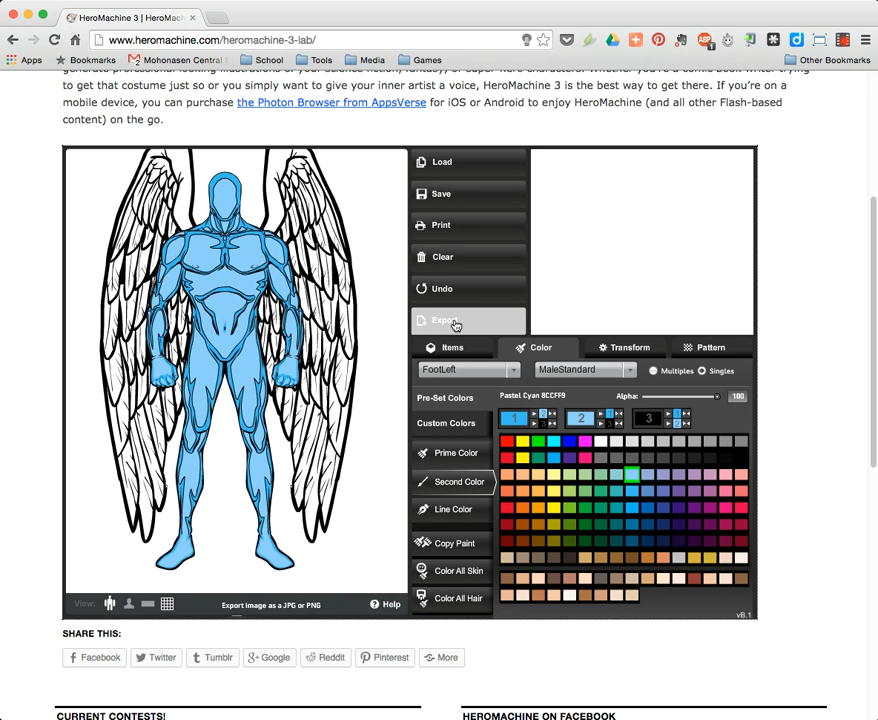 HeroMachine 3 | HeroMac
www.heromachine.com/heromachine-3-lab/
Apps Bookmarks Mohonasen Central School Tools Media Games Other Bookmarks
to get that costume just so or you simply want to give your inner artist a voice, HeroMachine 3 is the best way to get there. If you're on a
mobile device, you can purchase the Photon Browser from AppsVerse for iOS or Android to enjoy HeroMachine (and all other Flash-based
content) on the go.
Load
Save
Print
Clear
Undo
Export
Items Color Transform Pattern
FootLeft MaleStandard Multiples Singles
Pre-Set Colors Pastel Cyan 8CCFF9 Alpha: 100
Custom Colors 1 2 3 2 1 3 3 1 2
Prime Color
Second Color
Line Color
Copy Paint
Color All Skin
Color All Hair
View: Export image as a JPG or PNG Help v8.1
SHARE THIS:
Facebook Twitter Tumblr Google Reddit Pinterest More
CURRENT CONTESTS! HEROMACHINE ON FACEBOOK